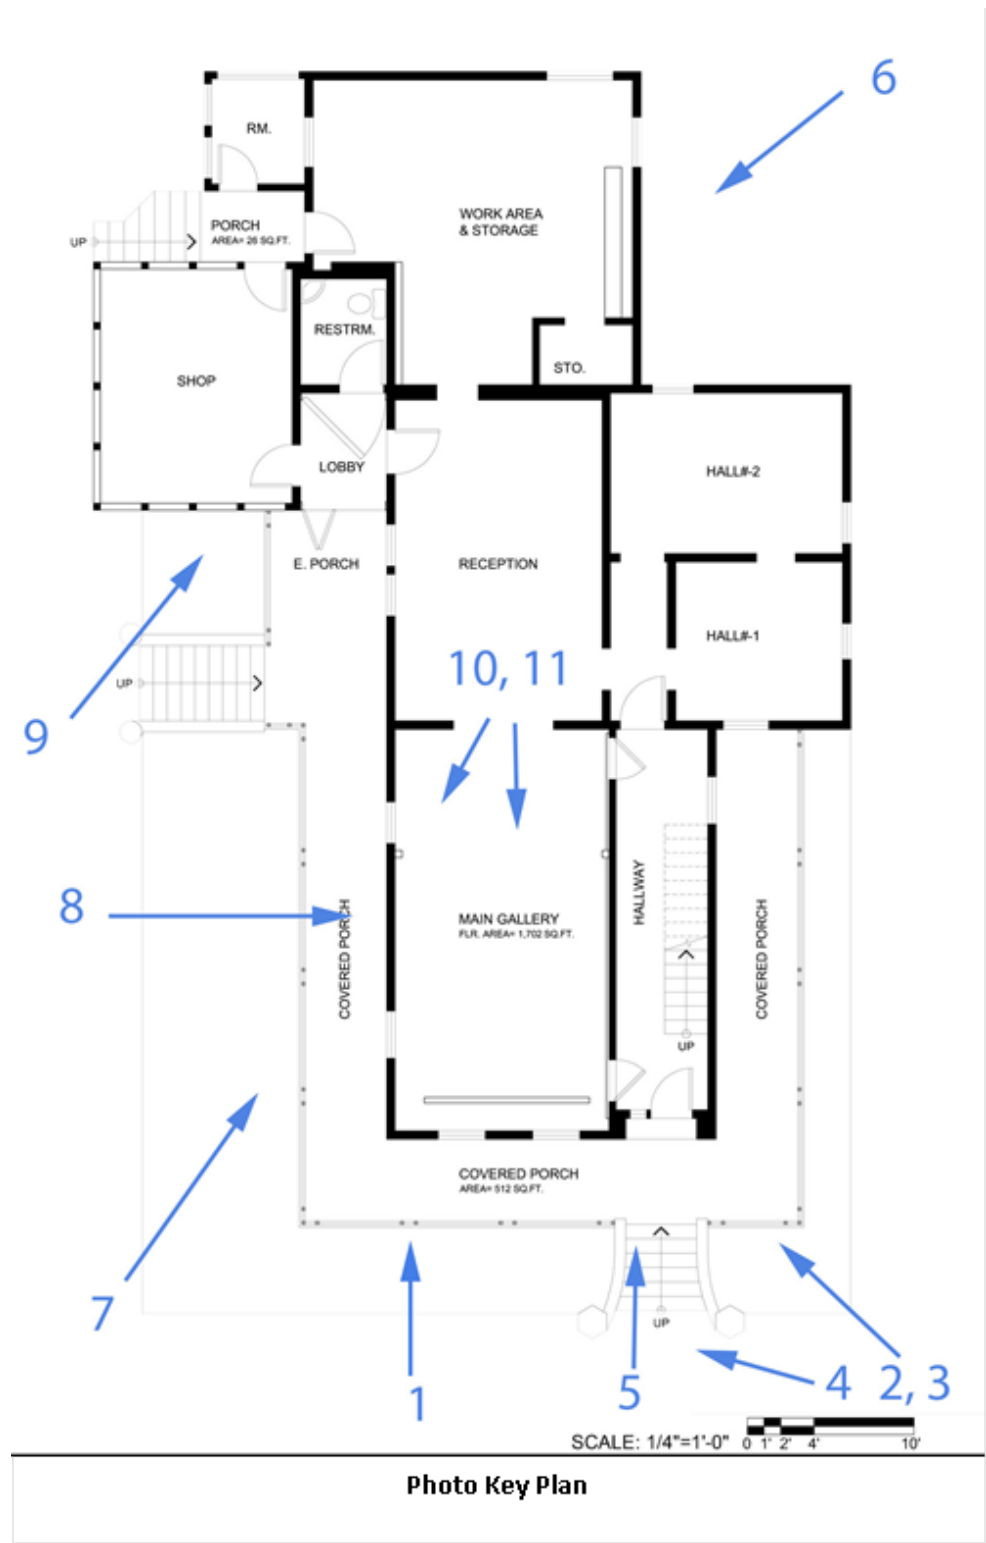 6
RM.
WORK AREA
& STORAGE
PORCH
AREA= 26 SQ.FT.
UP
RESTRM.
STO.
SHOP
LOBBY
HALL#-2
E. PORCH
RECEPTION
HALL#-1
10, 11
UP
9
8
COVERED PORCH
MAIN GALLERY
FLR. AREA= 1,702 SQ.FT.
HALLWAY
COVERED PORCH
UP
COVERED PORCH
AREA= 512 SQ.FT.
7
UP
1
5
4
2, 3
SCALE: 1/4"=1'-0"
0 1' 2' 4' 10'
Photo Key Plan